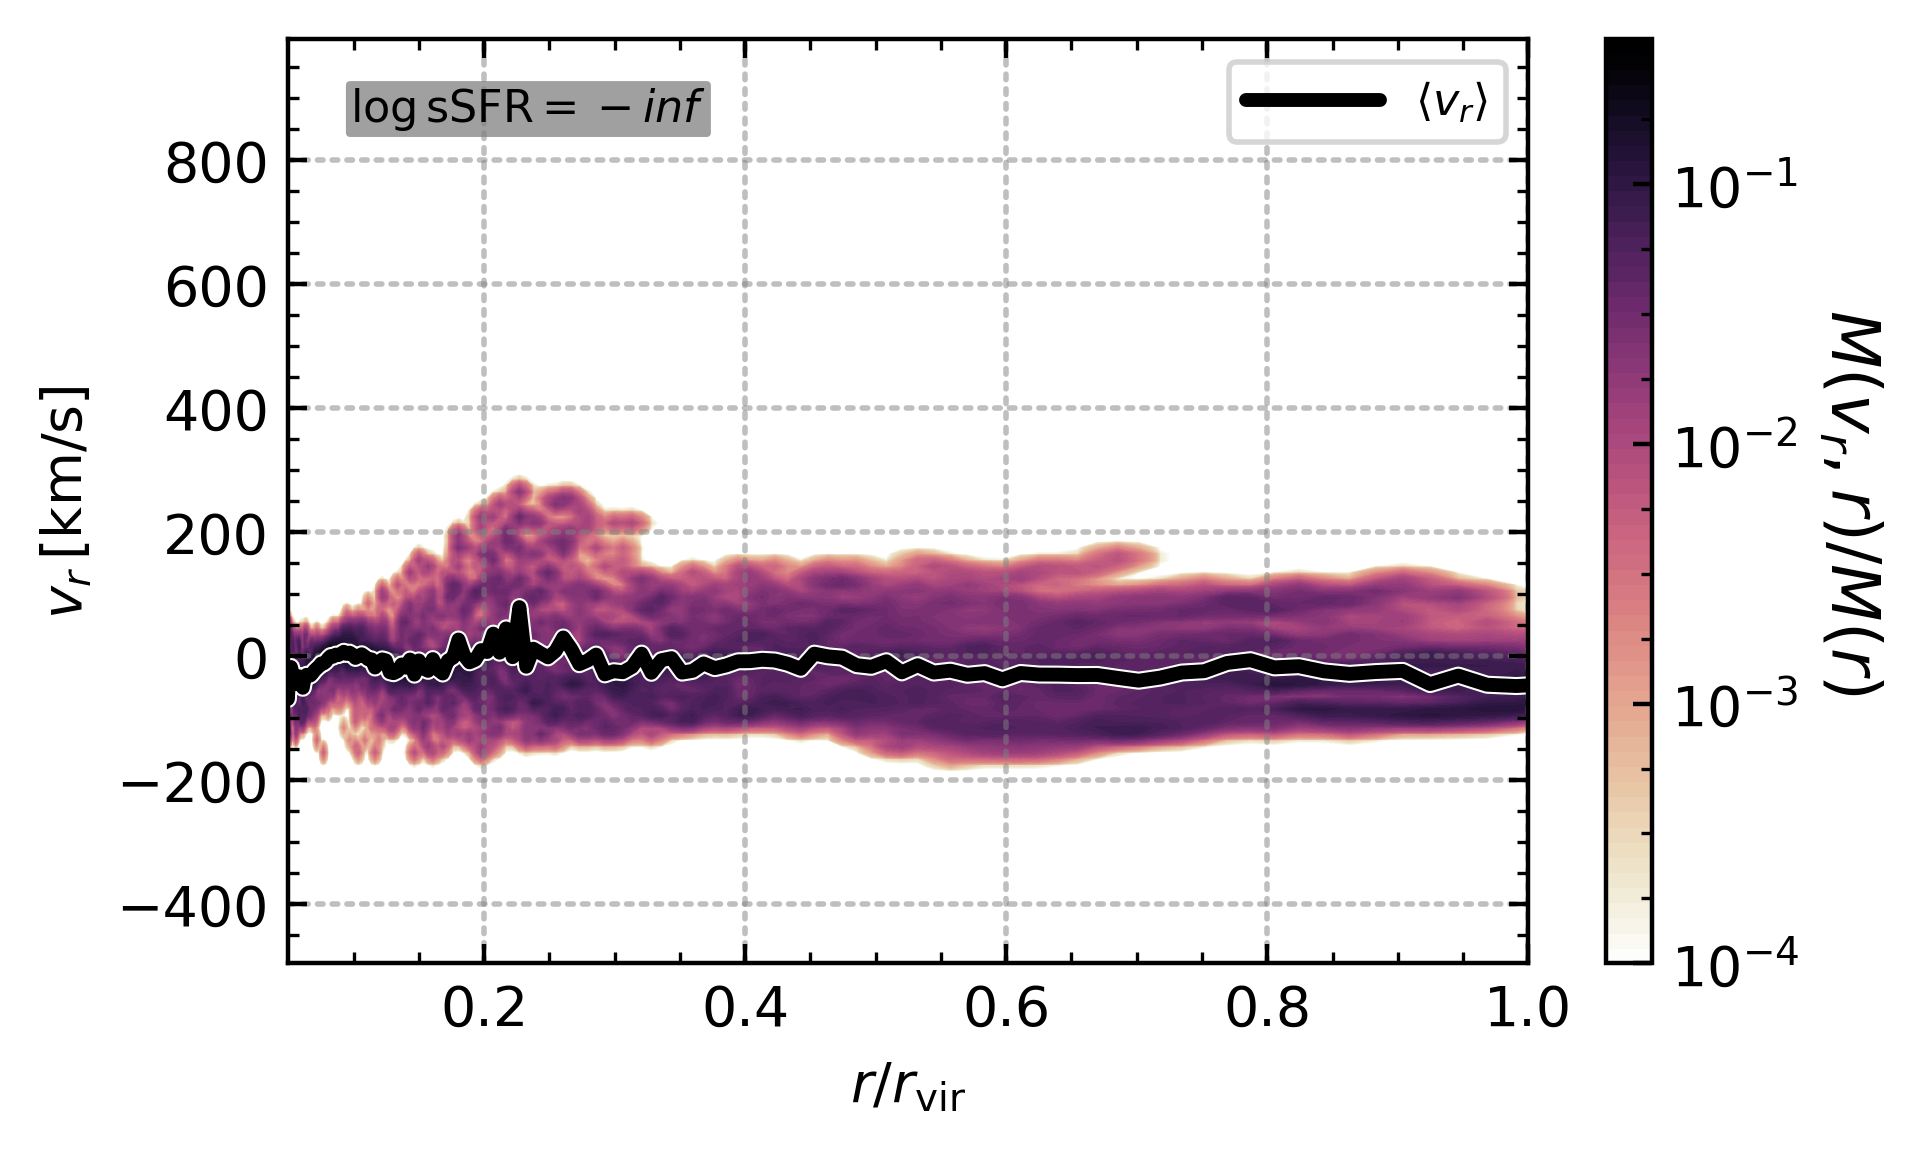 log sSFR = −inf
⟨v_r⟩
800
600
400
200
0
−200
−400
v_r [km/s]
0.2 0.4 0.6 0.8 1.0
r/r_vir
10^−1
10^−2
10^−3
10^−4
M(v_r, r)/M(r)